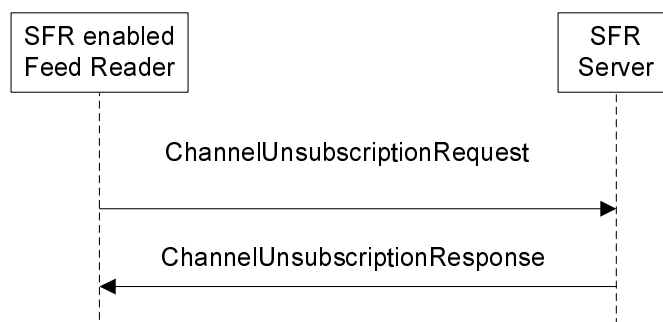 SFR enabled
Feed Reader
SFR
Server
ChannelUnsubscriptionRequest
ChannelUnsubscriptionResponse